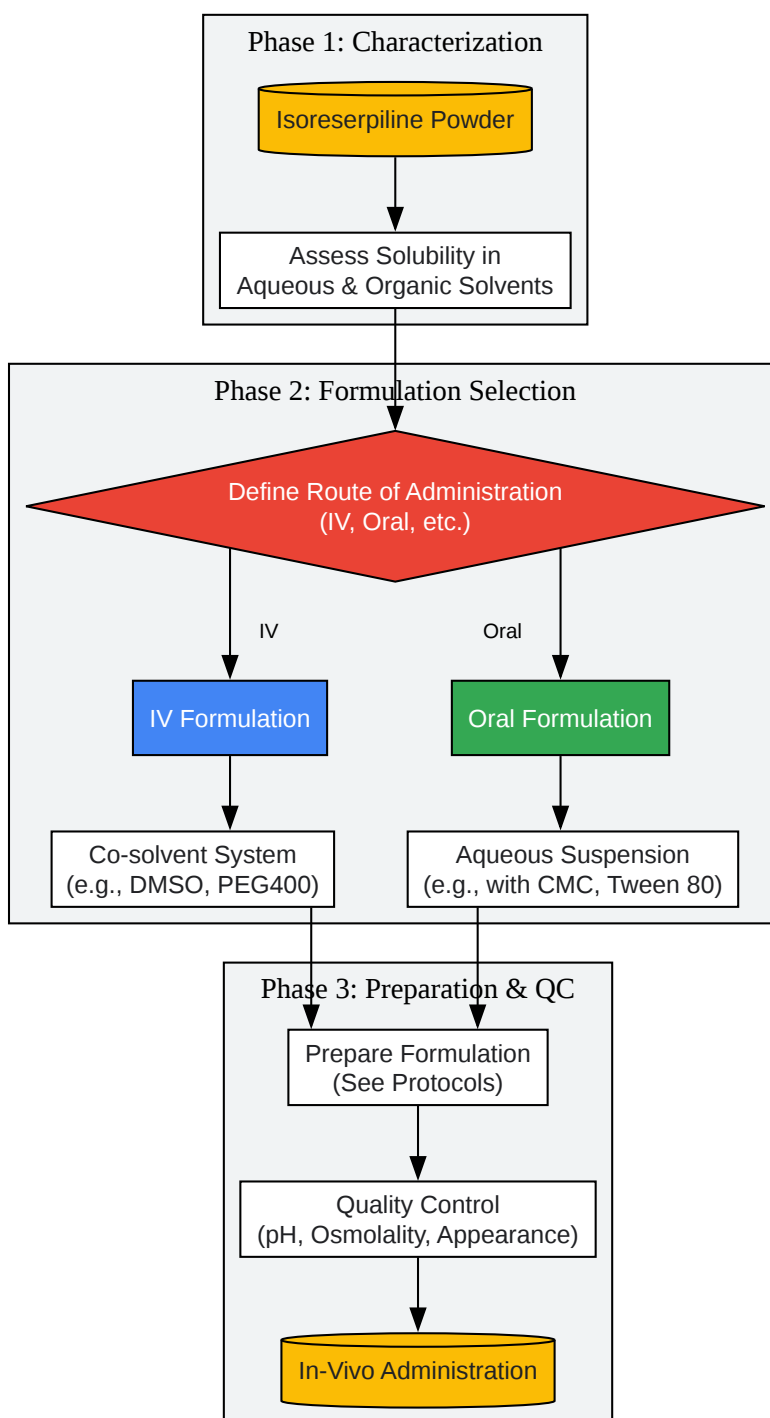 Phase 1: Characterization
Isoreserpiline Powder
Assess Solubility in
Aqueous & Organic Solvents
Phase 2: Formulation Selection
Define Route of Administration
(IV, Oral, etc.)
IV
Oral
IV Formulation
Oral Formulation
Co-solvent System
(e.g., DMSO, PEG400)
Aqueous Suspension
(e.g., with CMC, Tween 80)
Phase 3: Preparation & QC
Prepare Formulation
(See Protocols)
Quality Control
(pH, Osmolality, Appearance)
In-Vivo Administration